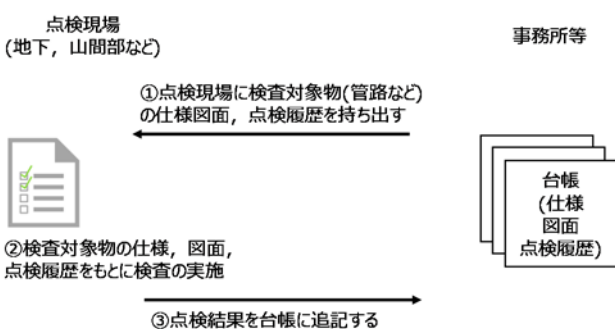 点検現場
(地下，山間部など)
事務所等
①点検現場に検査対象物(管路など)
の仕様図面，点検履歴を持ち出す
台帳
(仕様
図面
点検履歴)
②検査対象物の仕様，図面，
点検履歴をもとに検査の実施
③点検結果を台帳に追記する